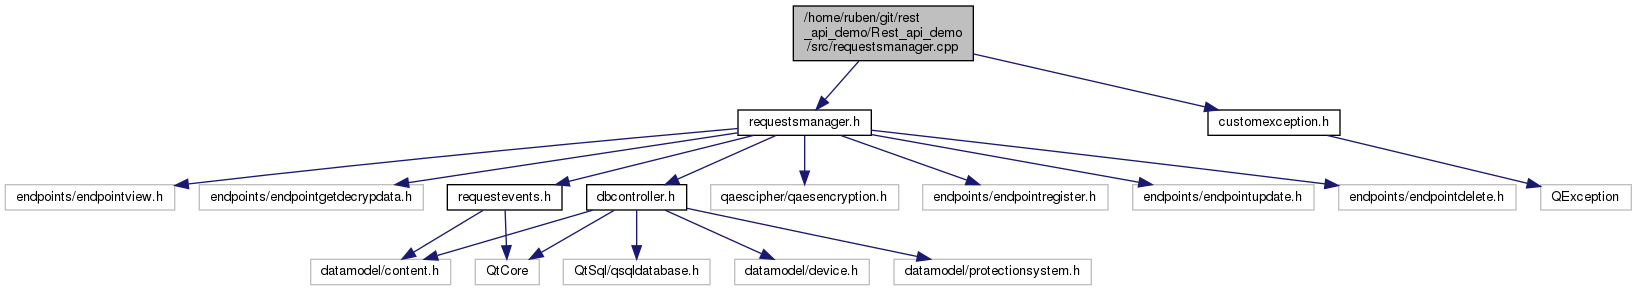 /home/ruben/git/rest
_api_demo/Rest_api_demo
/src/requestsmanager.cpp
requestsmanager.h
customexception.h
endpoints/endpointview.h
endpoints/endpointgetdecrypdata.h
requestevents.h
dbcontroller.h
qaescipher/qaesencryption.h
endpoints/endpointregister.h
endpoints/endpointupdate.h
endpoints/endpointdelete.h
QException
datamodel/content.h
QtCore
QtSql/qsqldatabase.h
datamodel/device.h
datamodel/protectionsystem.h